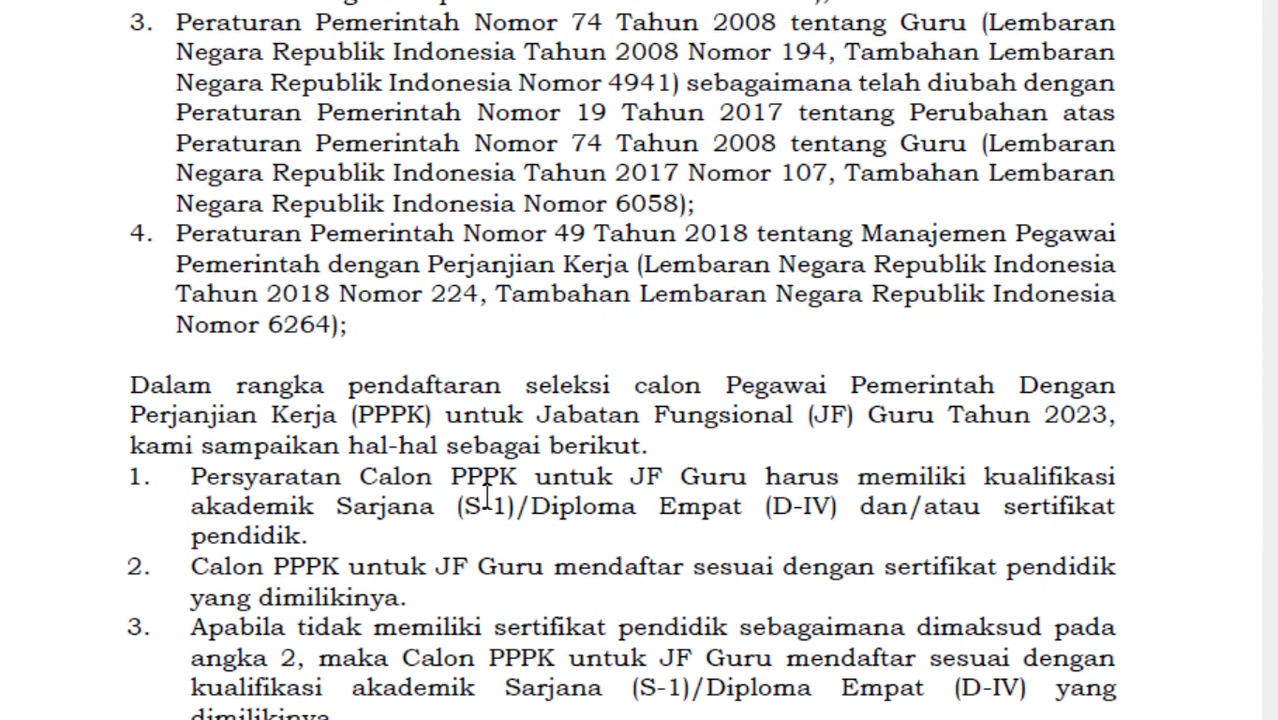 3. Peraturan Pemerintah Nomor 74 Tahun 2008 tentang Guru (Lembaran
Negara Republik Indonesia Tahun 2008 Nomor 194, Tambahan Lembaran
Negara Republik Indonesia Nomor 4941) sebagaimana telah diubah dengan
Peraturan Pemerintah Nomor 19 Tahun 2017 tentang Perubahan atas
Peraturan Pemerintah Nomor 74 Tahun 2008 tentang Guru (Lembaran
Negara Republik Indonesia Tahun 2017 Nomor 107, Tambahan Lembaran
Negara Republik Indonesia Nomor 6058);
4. Peraturan Pemerintah Nomor 49 Tahun 2018 tentang Manajemen Pegawai
Pemerintah dengan Perjanjian Kerja (Lembaran Negara Republik Indonesia
Tahun 2018 Nomor 224, Tambahan Lembaran Negara Republik Indonesia
Nomor 6264);
Dalam rangka pendaftaran seleksi calon Pegawai Pemerintah Dengan
Perjanjian Kerja (PPPK) untuk Jabatan Fungsional (JF) Guru Tahun 2023,
kami sampaikan hal-hal sebagai berikut.
1. Persyaratan Calon PPPK untuk JF Guru harus memiliki kualifikasi
akademik Sarjana (S-1)/Diploma Empat (D-IV) dan/atau sertifikat
pendidik.
2. Calon PPPK untuk JF Guru mendaftar sesuai dengan sertifikat pendidik
yang dimilikinya.
3. Apabila tidak memiliki sertifikat pendidik sebagaimana dimaksud pada
angka 2, maka Calon PPPK untuk JF Guru mendaftar sesuai dengan
kualifikasi akademik Sarjana (S-1)/Diploma Empat (D-IV) yang
dimilikinya